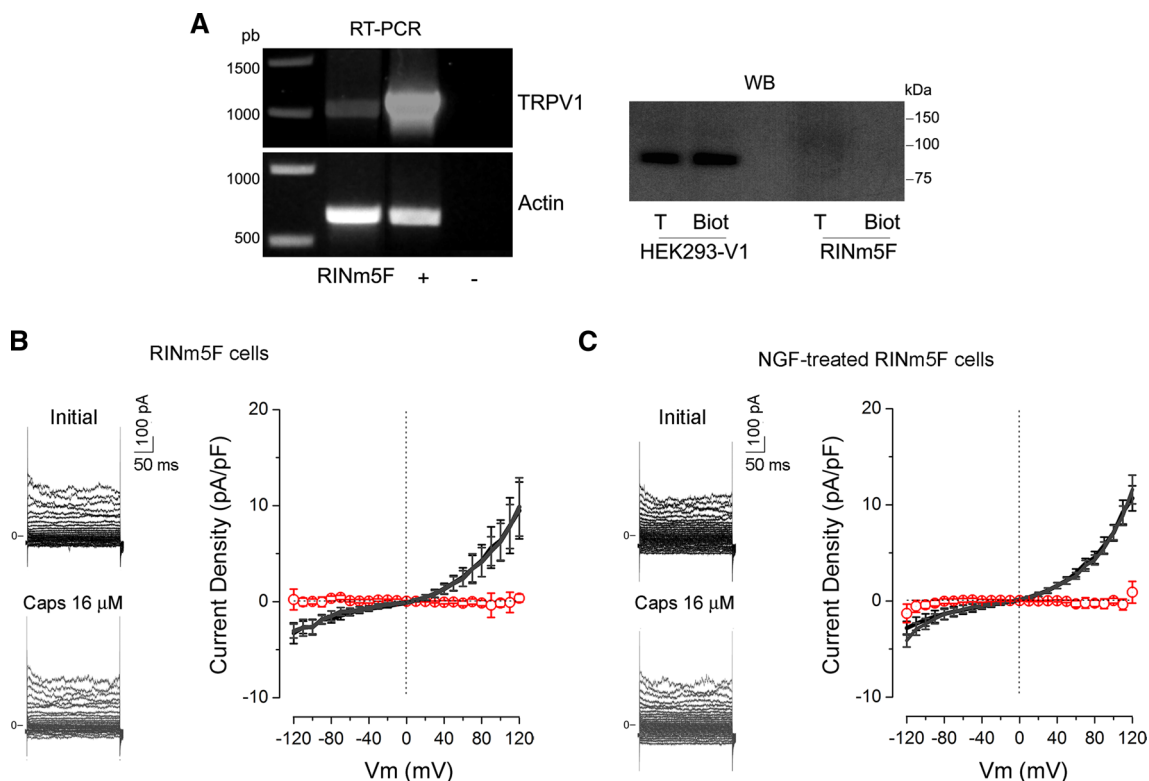 A
RT-PCR
pb
1500
1000
TRPV1
1000
500
Actin
RINm5F + -
WB
kDa
–150
–100
–75
T Biot T Biot
HEK293-V1 RINm5F
B
RINm5F cells
Initial
100 pA
50 ms
0–
Caps 16 µM
0–
Current Density (pA/pF)
20
10
0
-10
-120 -80 -40 0 40 80 120
Vm (mV)
C
NGF-treated RINm5F cells
Initial
100 pA
50 ms
0–
Caps 16 µM
0–
Current Density (pA/pF)
20
10
0
-10
-120 -80 -40 0 40 80 120
Vm (mV)